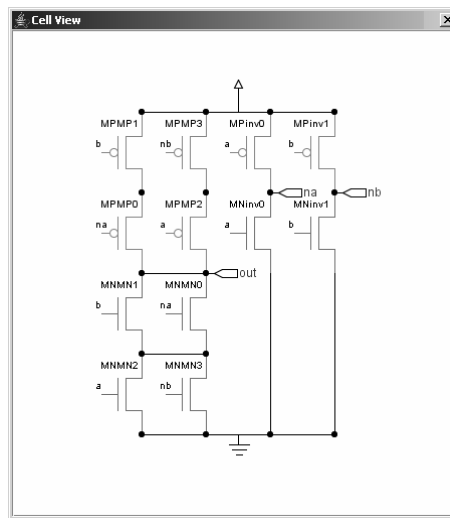 Cell View
MPMP1 MPMP3 MPinv0 MPinv1
b nb a b
na nb
MPMP0 MPMP2 MNinv0 MNinv1
na a a b
out
MNMN1 MNMN0
b na
MNMN2 MNMN3
a nb